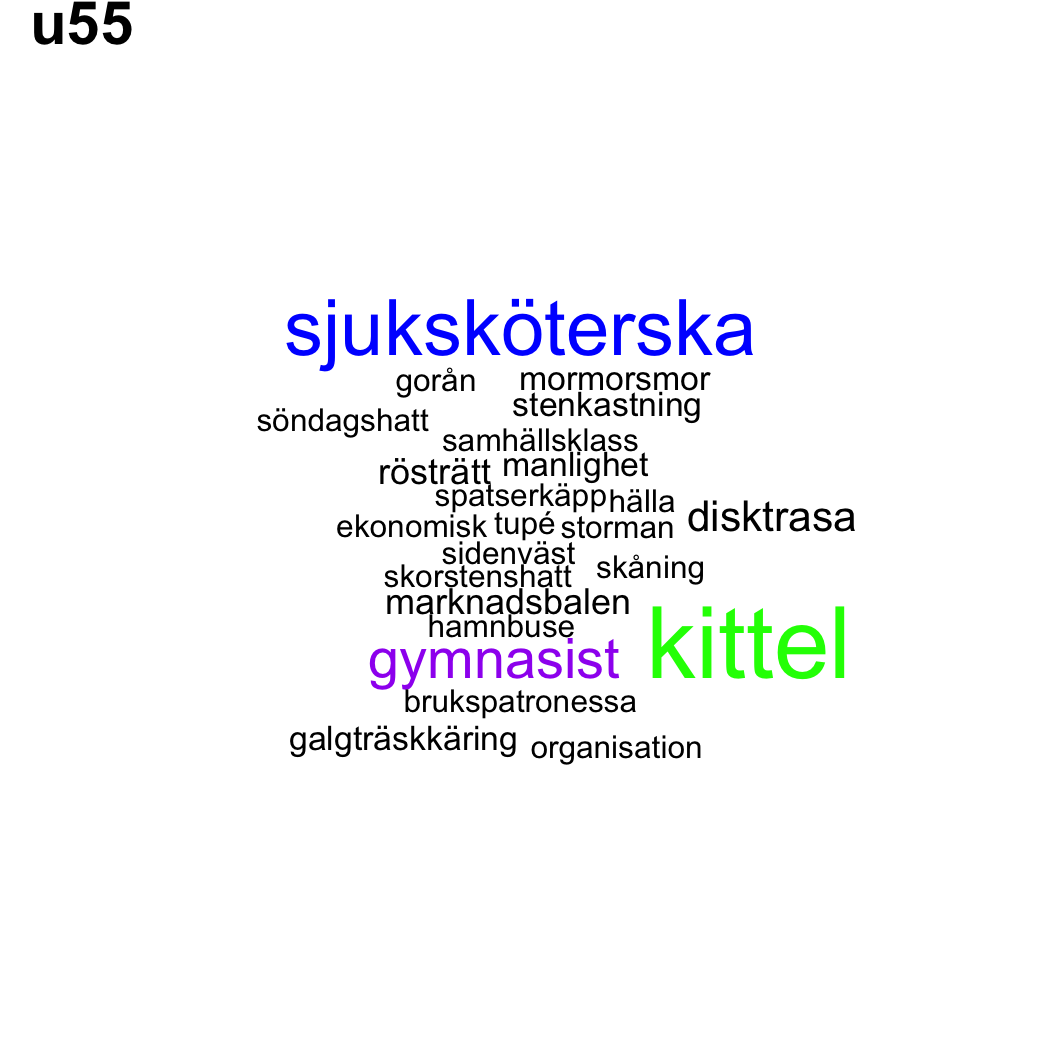 u55
sjuksköterska
gorån mormorsmor
stenkastning
söndagshatt
samhällsklass
rösträtt manlighet
spatserkäpp hälla
ekonomisk tupé storman disktrasa
sidenväst
skorstenshatt skåning
marknadsbalen
hamnbuse
gymnasist kittel
brukspatronessa
galgträskkäring organisation